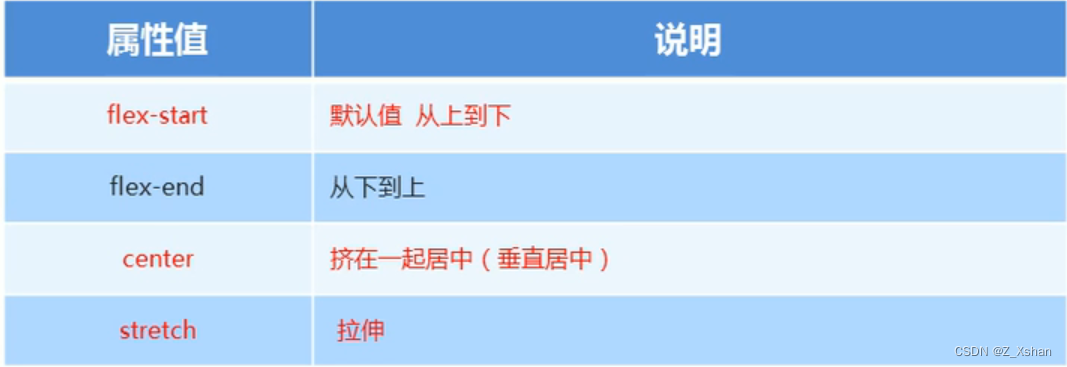 属性值 说明
flex-start 默认值 从上到下
flex-end 从下到上
center 挤在一起居中（垂直居中）
stretch 拉伸
CSDN @Z_Xshan